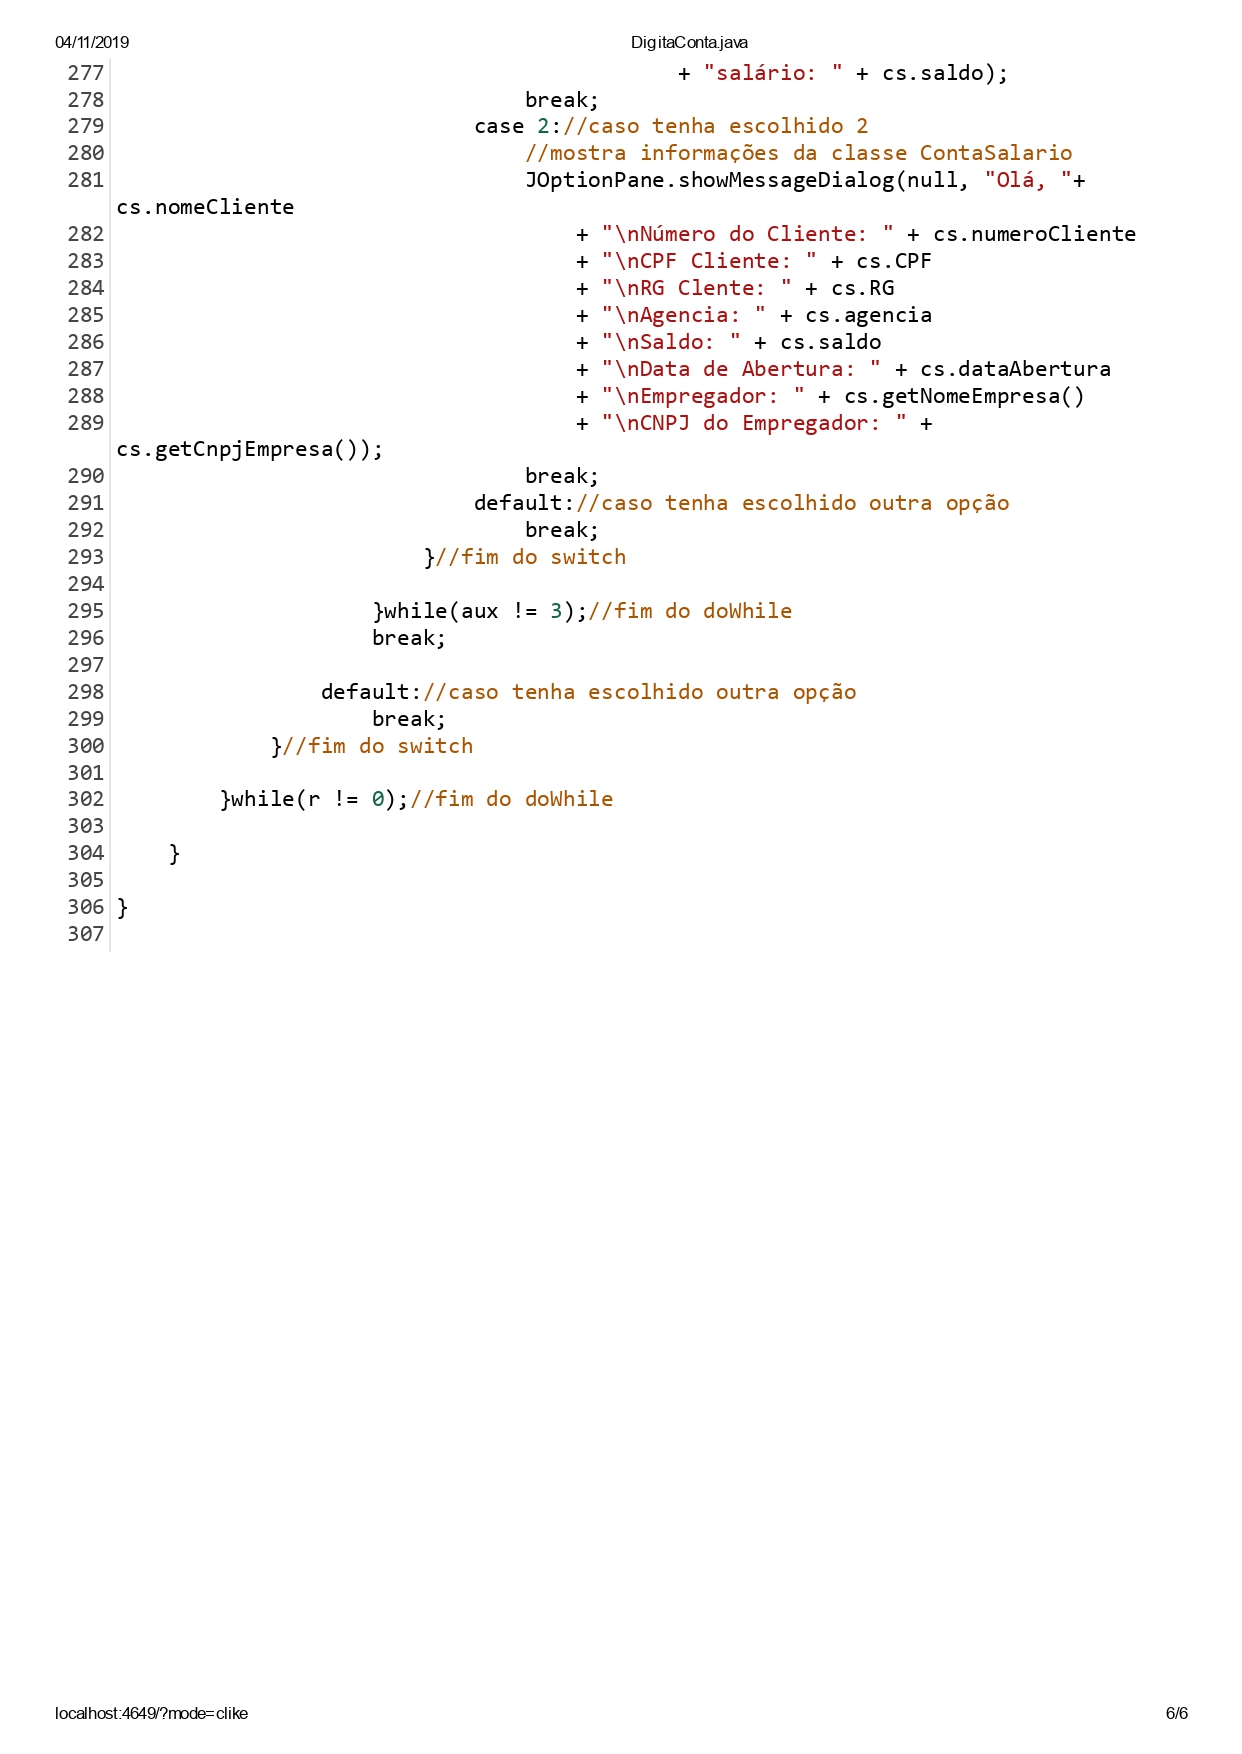 04/11/2019 DigitaConta.java
277 + "salário: " + cs.saldo);
278 break;
279 case 2://caso tenha escolhido 2
280 //mostra informações da classe ContaSalario
281 JOptionPane.showMessageDialog(null, "Olá, "+
cs.nomeCliente
282 + "\nNúmero do Cliente: " + cs.numeroCliente
283 + "\nCPF Cliente: " + cs.CPF
284 + "\nRG Clente: " + cs.RG
285 + "\nAgencia: " + cs.agencia
286 + "\nSaldo: " + cs.saldo
287 + "\nData de Abertura: " + cs.dataAbertura
288 + "\nEmpregador: " + cs.getNomeEmpresa()
289 + "\nCNPJ do Empregador: " +
cs.getCnpjEmpresa());
290 break;
291 default://caso tenha escolhido outra opção
292 break;
293 }//fim do switch
294
295 }while(aux != 3);//fim do doWhile
296 break;
297
298 default://caso tenha escolhido outra opção
299 break;
300 }//fim do switch
301
302 }while(r != 0);//fim do doWhile
303
304 }
305
306 }
307
localhost:4649/?mode=clike 6/6